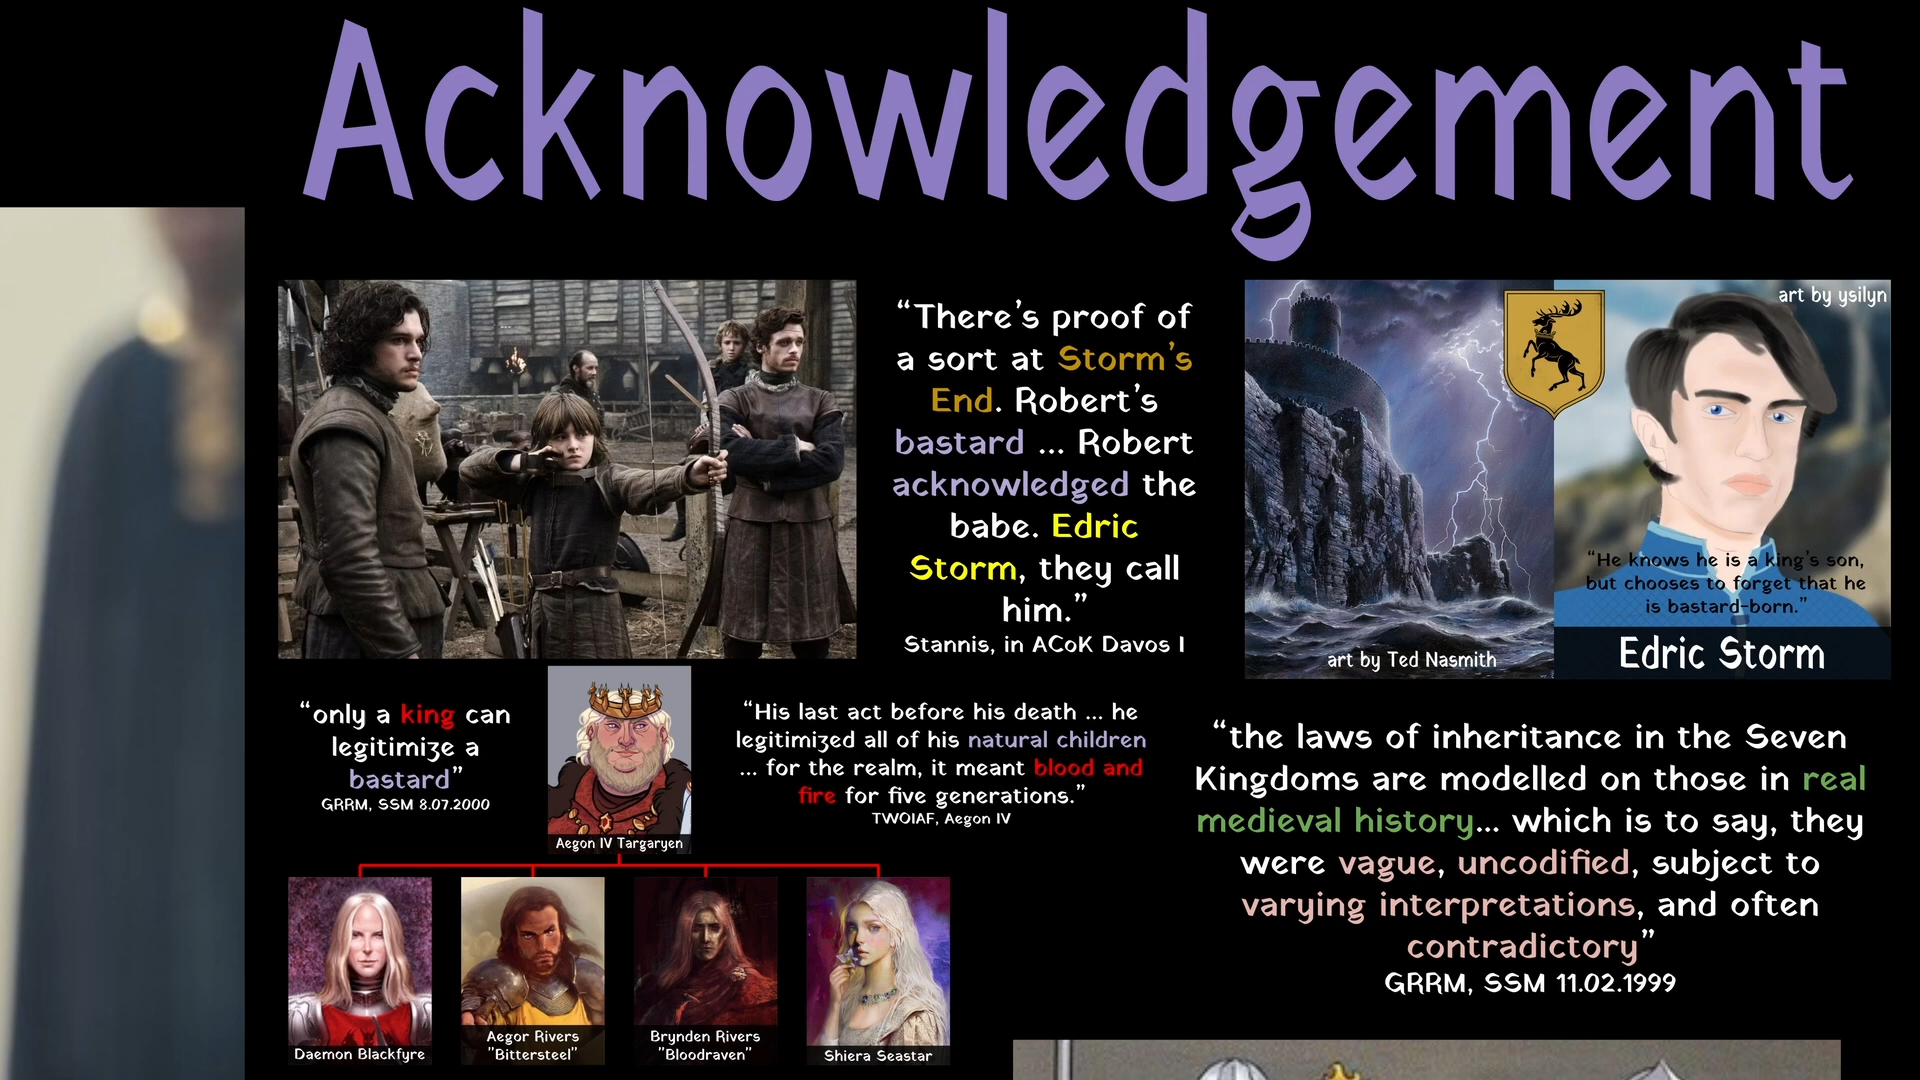 Acknowledgement
“There’s proof of
a sort at Storm’s
End. Robert’s
bastard ... Robert
acknowledged the
babe. Edric
Storm, they call
him.”
Stannis, in ACoK Davos I
art by Ted Nasmith
art by ysilyn
“He knows he is a king’s son,
but chooses to forget that he
is bastard-born.”
Edric Storm
“only a king can
legitimize a
bastard”
GRRM, SSM 8.07.2000
Aegon IV Targaryen
“His last act before his death ... he
legitimized all of his natural children
... for the realm, it meant blood and
fire for five generations.”
TWOIAF, Aegon IV
Daemon Blackfyre
Aegor Rivers
"Bittersteel"
Brynden Rivers
"Bloodraven"
Shiera Seastar
“the laws of inheritance in the Seven
Kingdoms are modelled on those in real
medieval history... which is to say, they
were vague, uncodified, subject to
varying interpretations, and often
contradictory”
GRRM, SSM 11.02.1999